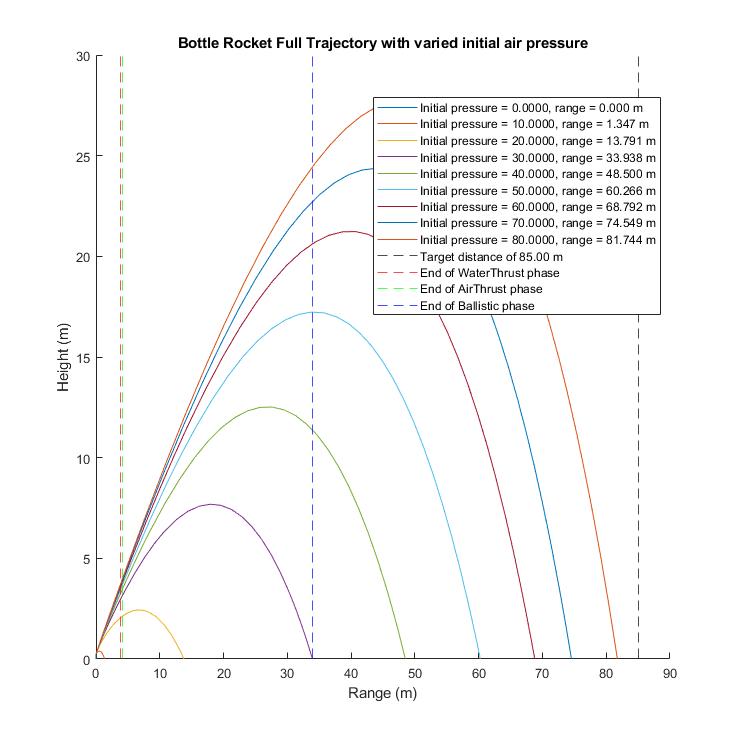 Bottle Rocket Full Trajectory with varied initial air pressure
30
25
20
15
10
5
0
Height (m)
Initial pressure = 0.0000, range = 0.000 m
Initial pressure = 10.0000, range = 1.347 m
Initial pressure = 20.0000, range = 13.791 m
Initial pressure = 30.0000, range = 33.938 m
Initial pressure = 40.0000, range = 48.500 m
Initial pressure = 50.0000, range = 60.266 m
Initial pressure = 60.0000, range = 68.792 m
Initial pressure = 70.0000, range = 74.549 m
Initial pressure = 80.0000, range = 81.744 m
Target distance of 85.00 m
End of WaterThrust phase
End of AirThrust phase
End of Ballistic phase
0 10 20 30 40 50 60 70 80 90
Range (m)